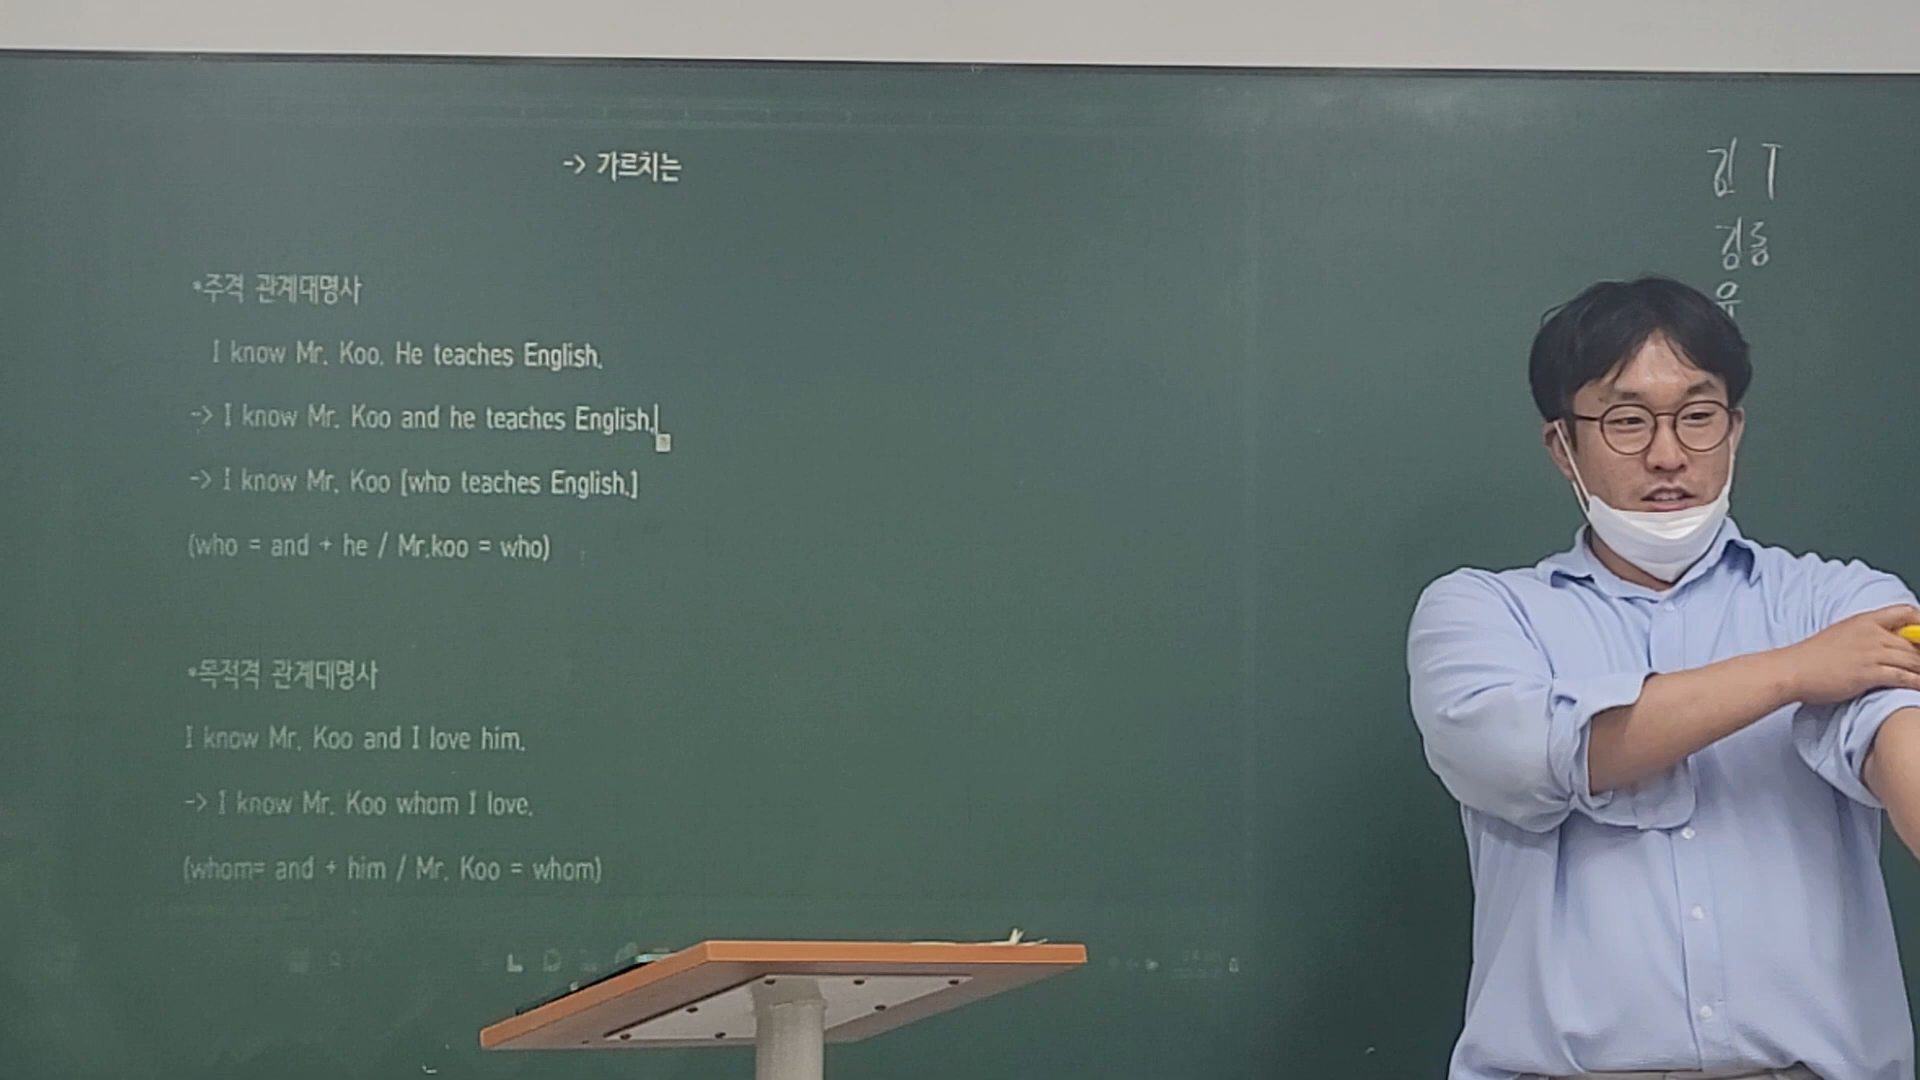 -> 가르치는
*주격 관계대명사
I know Mr. Koo. He teaches English.
-> I know Mr. Koo and he teaches English.
-> I know Mr. Koo [who teaches English.]
(who = and + he / Mr.koo = who)
*목적격 관계대명사
I know Mr. Koo and I love him.
-> I know Mr. Koo whom I love.
(whom= and + him / Mr. Koo = whom)